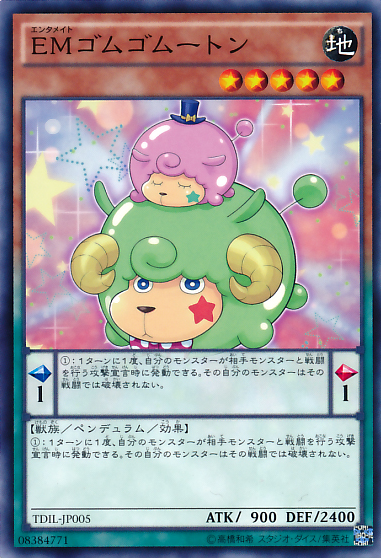 エンタメイト
EMゴムゴムートン
地
①:1ターンに1度、自分のモンスターが相手モンスターと戦闘
を行う攻撃宣言時に発動できる。その自分のモンスターはその
戦闘では破壊されない。
1
1
【獣族/ペンデュラム/効果】
①:1ターンに1度、自分のモンスターが相手モンスターと戦闘を行う攻撃
宣言時に発動できる。その自分のモンスターはその戦闘では破壊されない。
TDIL-JP005
ATK/ 900 DEF/2400
08384771
©高橋和希 スタジオ・ダイス/集英社